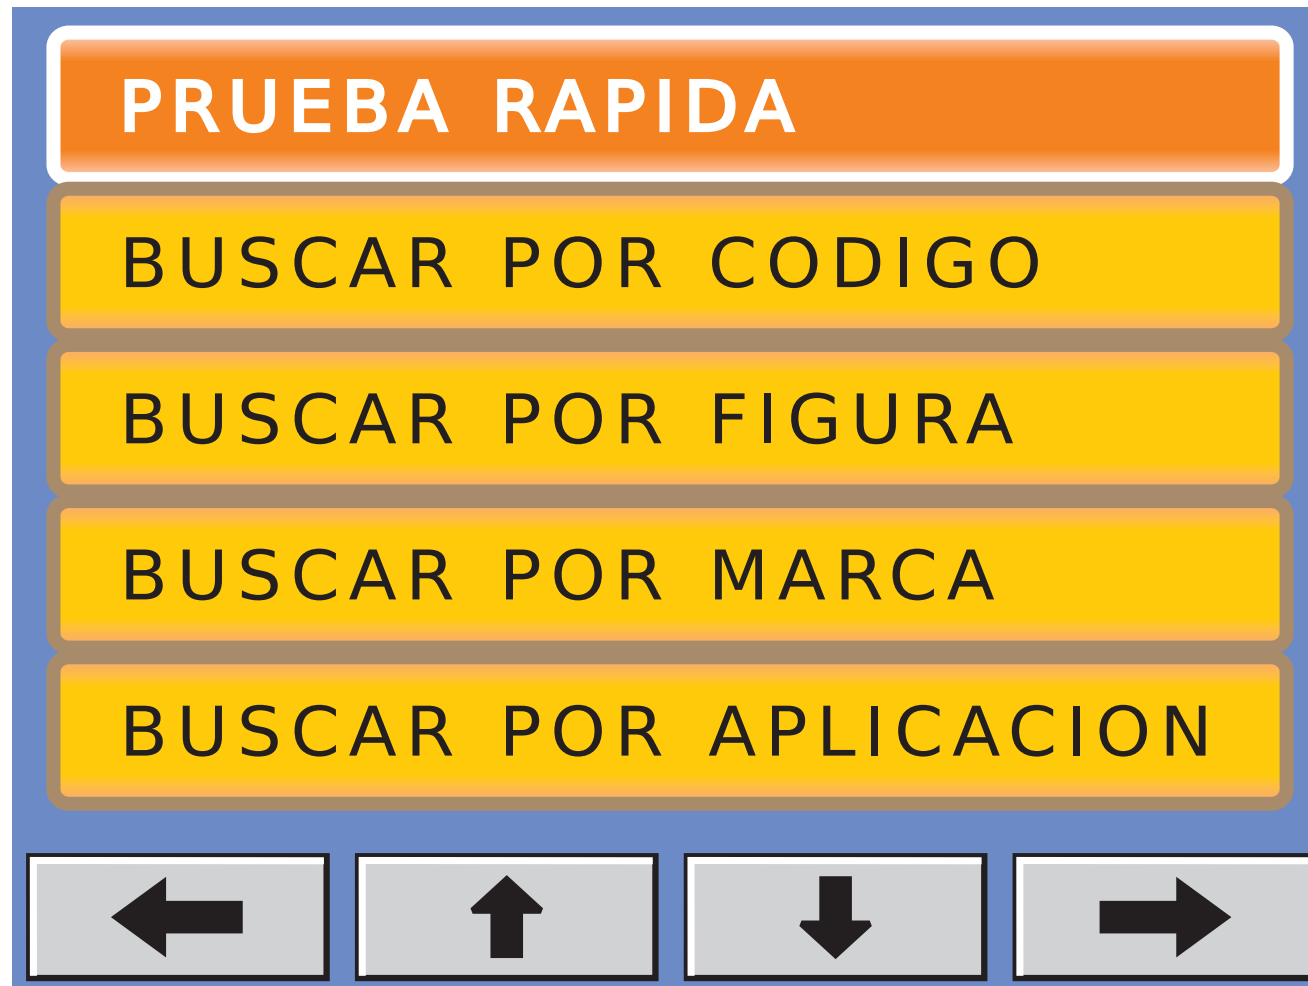 PRUEBA RAPIDA
BUSCAR POR CODIGO
BUSCAR POR FIGURA
BUSCAR POR MARCA
BUSCAR POR APLICACION